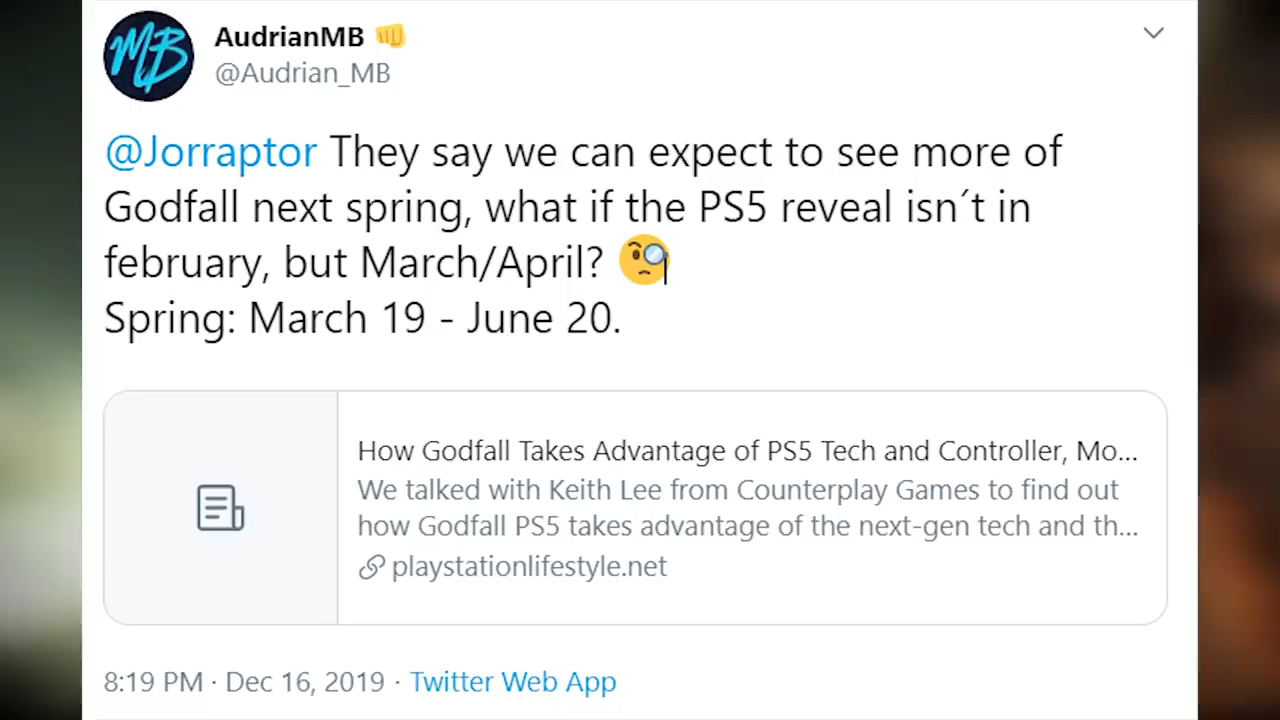 MB
AudrianMB 👊
@Audrian_MB
@Jorraptor They say we can expect to see more of
Godfall next spring, what if the PS5 reveal isn´t in
february, but March/April? 🧐
Spring: March 19 - June 20.
How Godfall Takes Advantage of PS5 Tech and Controller, Mo...
We talked with Keith Lee from Counterplay Games to find out
how Godfall PS5 takes advantage of the next-gen tech and th...
playstationlifestyle.net
8:19 PM · Dec 16, 2019 · Twitter Web App